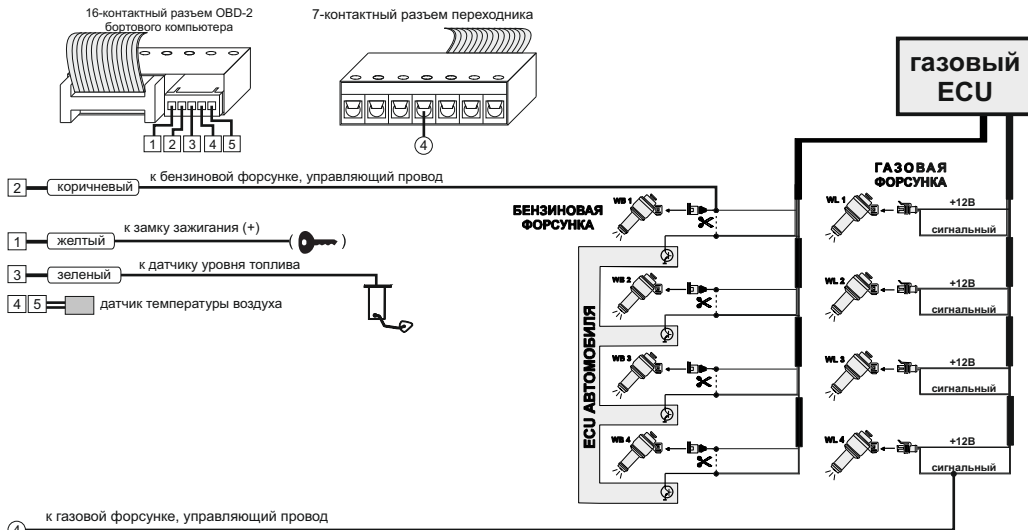 16-контактный разъем OBD-2
бортового компьютера
7-контактный разъем переходника
газовый
ECU
1 2 3 4 5
4
2 коричневый к бензиновой форсунке, управляющий провод
1 желтый к замку зажигания (+)
( )
3 зеленый к датчику уровня топлива
4 5 датчик температуры воздуха
БЕНЗИНОВАЯ
ФОРСУНКА
ГАЗОВАЯ
ФОРСУНКА
ECU АВТОМОБИЛЯ
WB 1
WB 2
WB 3
WB 4
WL 1
+12В
сигнальный
WL 2
+12В
сигнальный
WL 3
+12В
сигнальный
WL 4
+12В
сигнальный
4 к газовой форсунке, управляющий провод